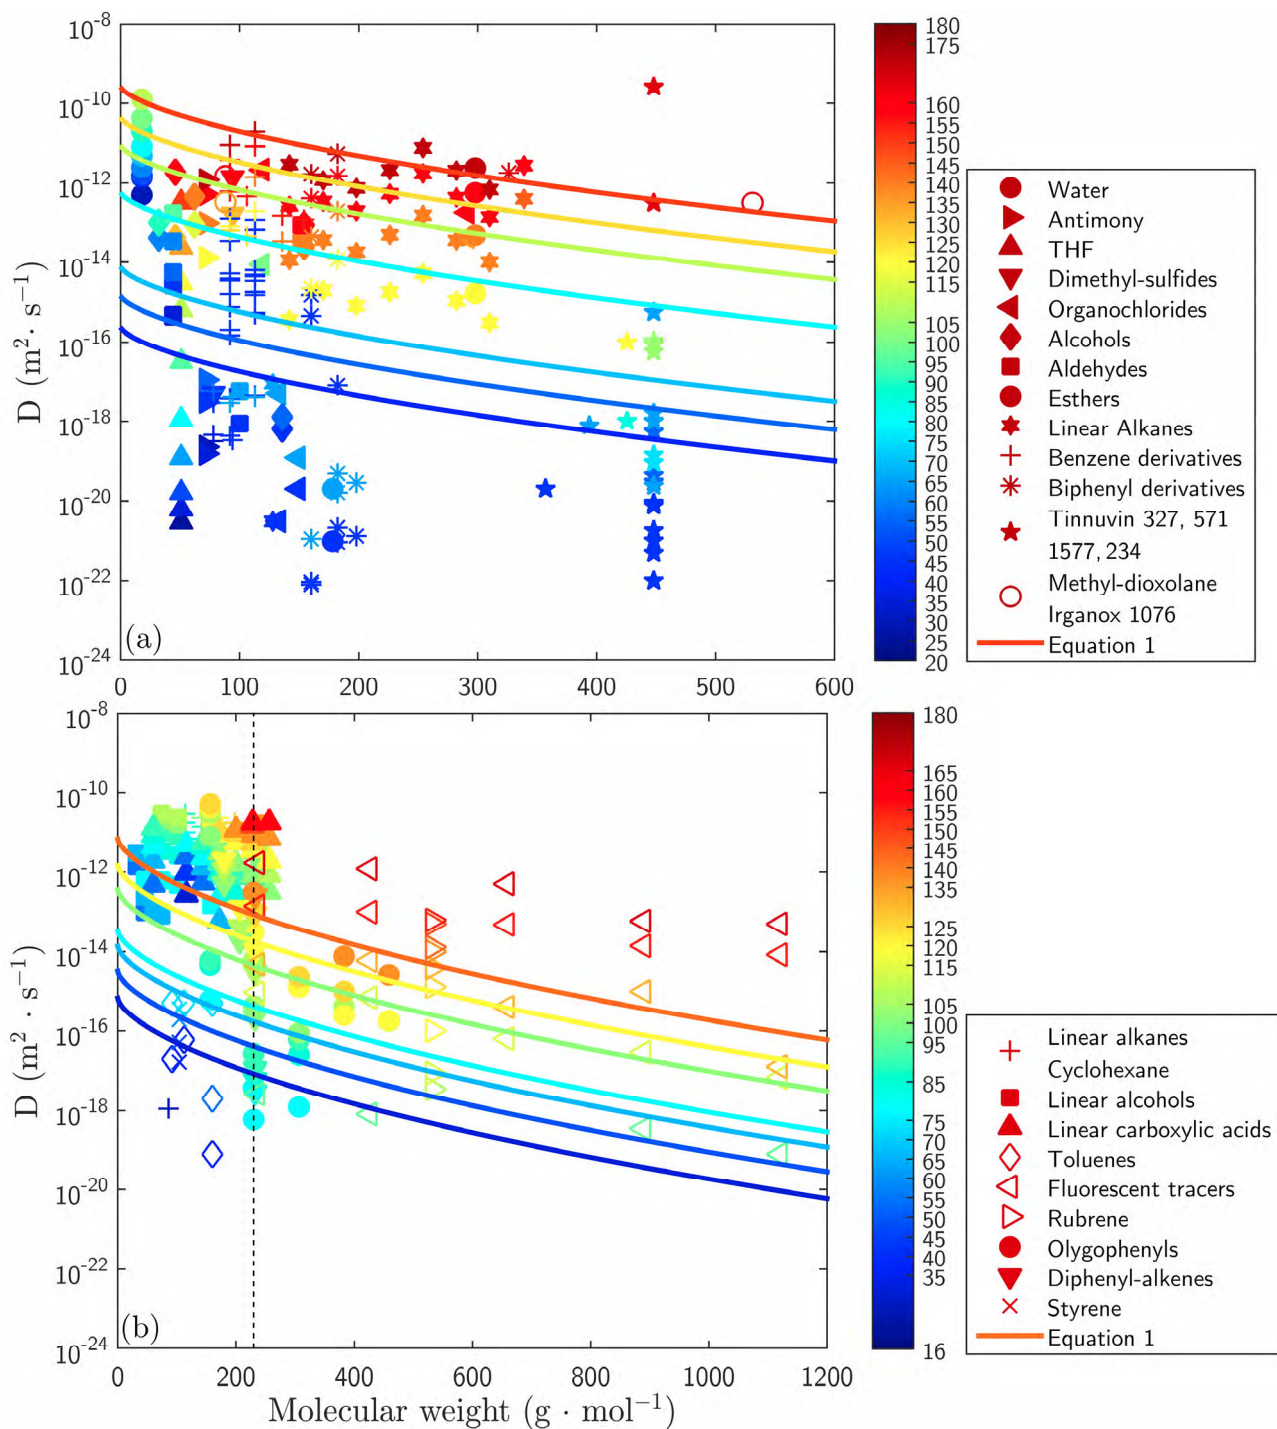 10-8
10-10
10-12
10-14
10-16
10-18
10-20
10-22
10-24
D (m2· s−1)
(a)
0 100 200 300 400 500 600
180
175
160
155
150
145
140
135
130
125
120
115
105
100
95
90
85
80
75
70
65
60
55
50
45
40
35
30
25
20
Water
Antimony
THF
Dimethyl-sulfides
Organochlorides
Alcohols
Aldehydes
Esthers
Linear Alkanes
Benzene derivatives
Biphenyl derivatives
Tinnuvin 327, 571
1577, 234
Methyl-dioxolane
Irganox 1076
Equation 1
10-8
10-10
10-12
10-14
10-16
10-18
10-20
10-22
10-24
D (m2 · s−1)
(b)
0 200 400 600 800 1000 1200
Molecular weight (g · mol−1)
180
165
160
155
150
145
140
135
125
120
115
105
100
95
85
75
70
65
60
55
50
45
40
35
16
Linear alkanes
Cyclohexane
Linear alcohols
Linear carboxylic acids
Toluenes
Fluorescent tracers
Rubrene
Olygophenyls
Diphenyl-alkenes
Styrene
Equation 1